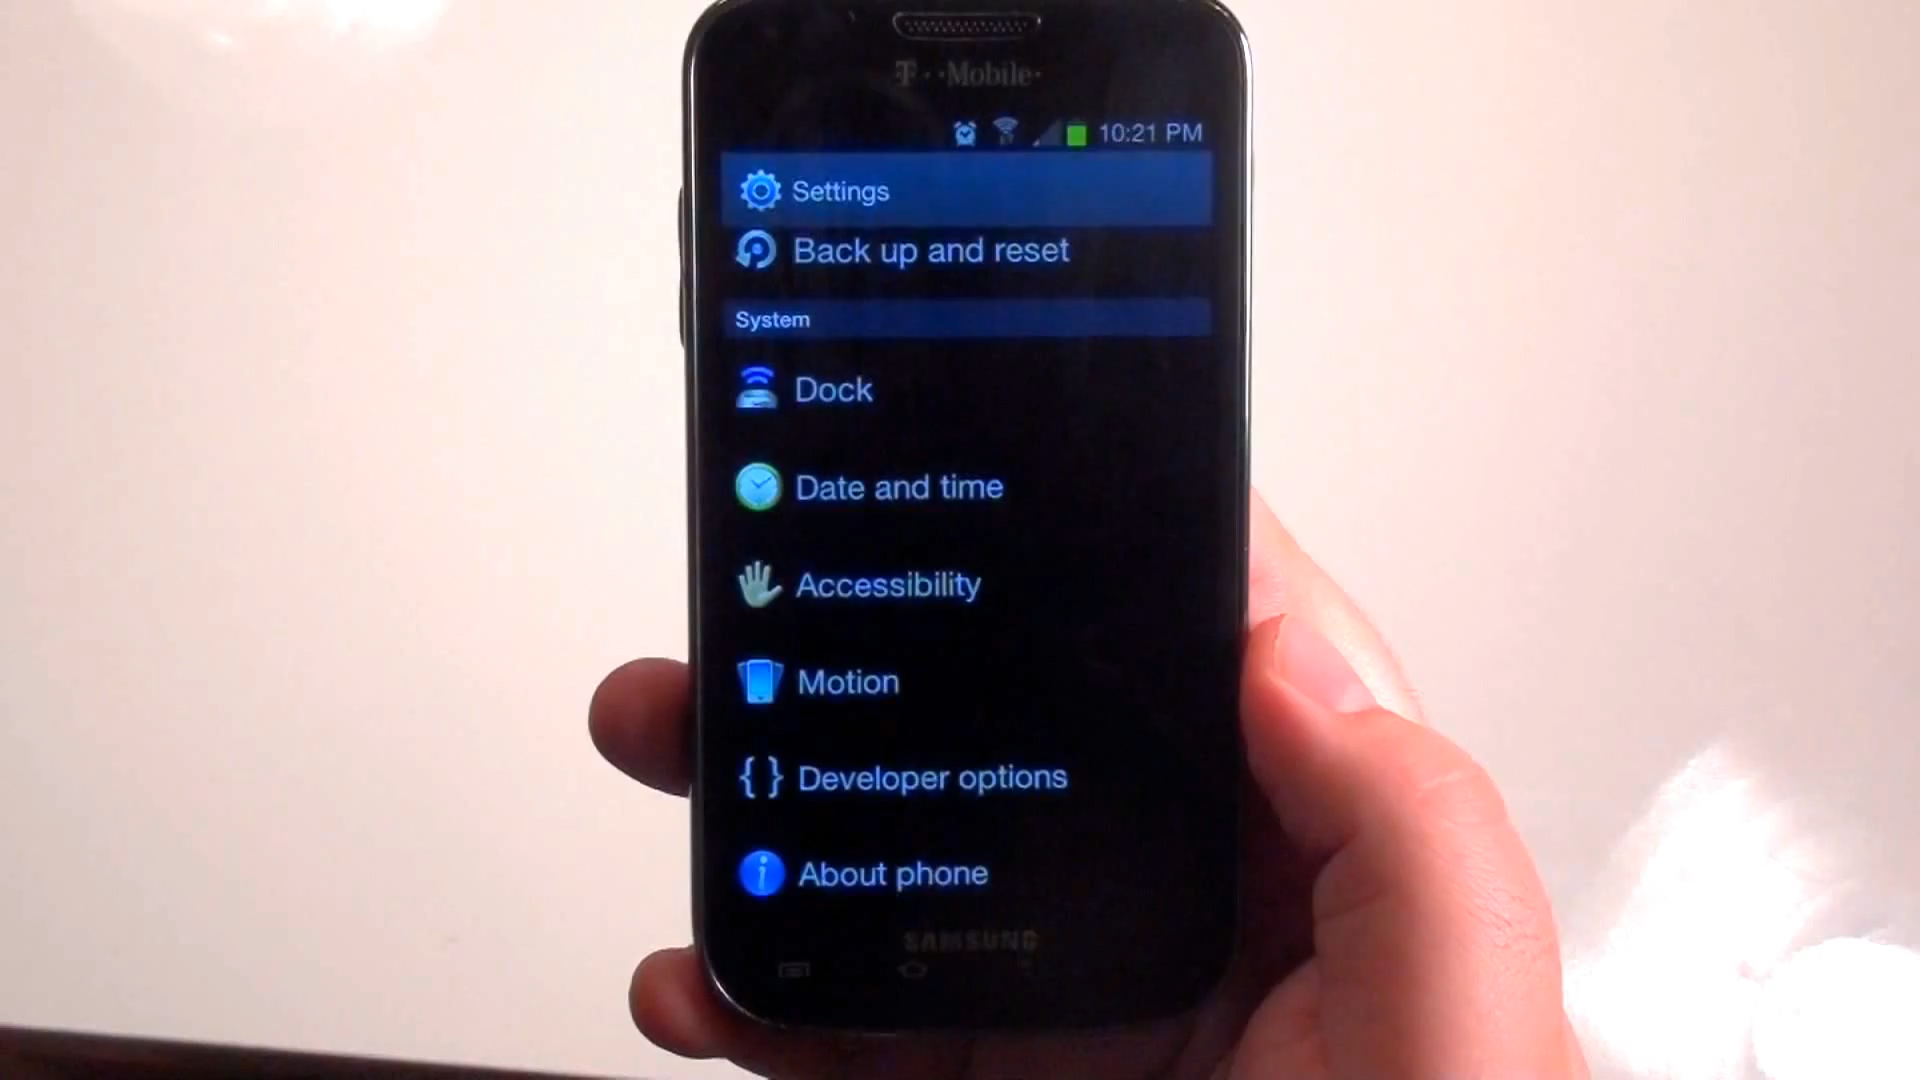 T··Mobile·
10:21 PM
Settings
Back up and reset
System
Dock
Date and time
Accessibility
Motion
{ } Developer options
About phone
SAMSUNG